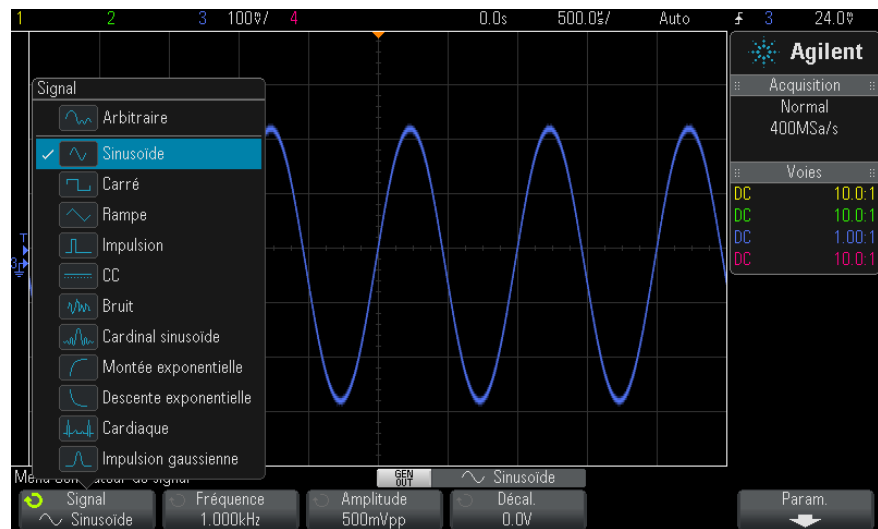 1 2 3 100m V/ 4 0.0s 500.0µs/ Auto 3 24.0mV
Agilent
Acquisition
Normal
400MSa/s
Voies
DC 10.0:1
DC 10.0:1
DC 1.00:1
DC 10.0:1
Signal
Arbitraire
Sinusoïde
Carré
Rampe
Impulsion
CC
Bruit
Cardinal sinusoïde
Montée exponentielle
Descente exponentielle
Cardiaque
Impulsion gaussienne
T
3
GEN OUT Sinusoïde
Signal
Sinusoïde
Fréquence
1.000kHz
Amplitude
500mVpp
Décal.
0.0V
Param.